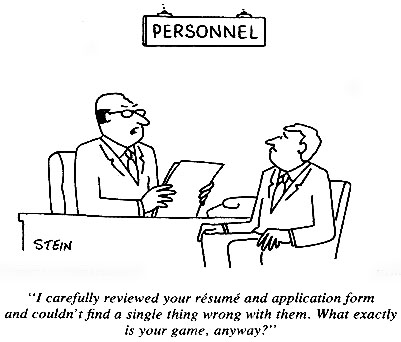 PERSONNEL
STEIN
"I carefully reviewed your résumé and application form
and couldn't find a single thing wrong with them. What exactly
is your game, anyway?"